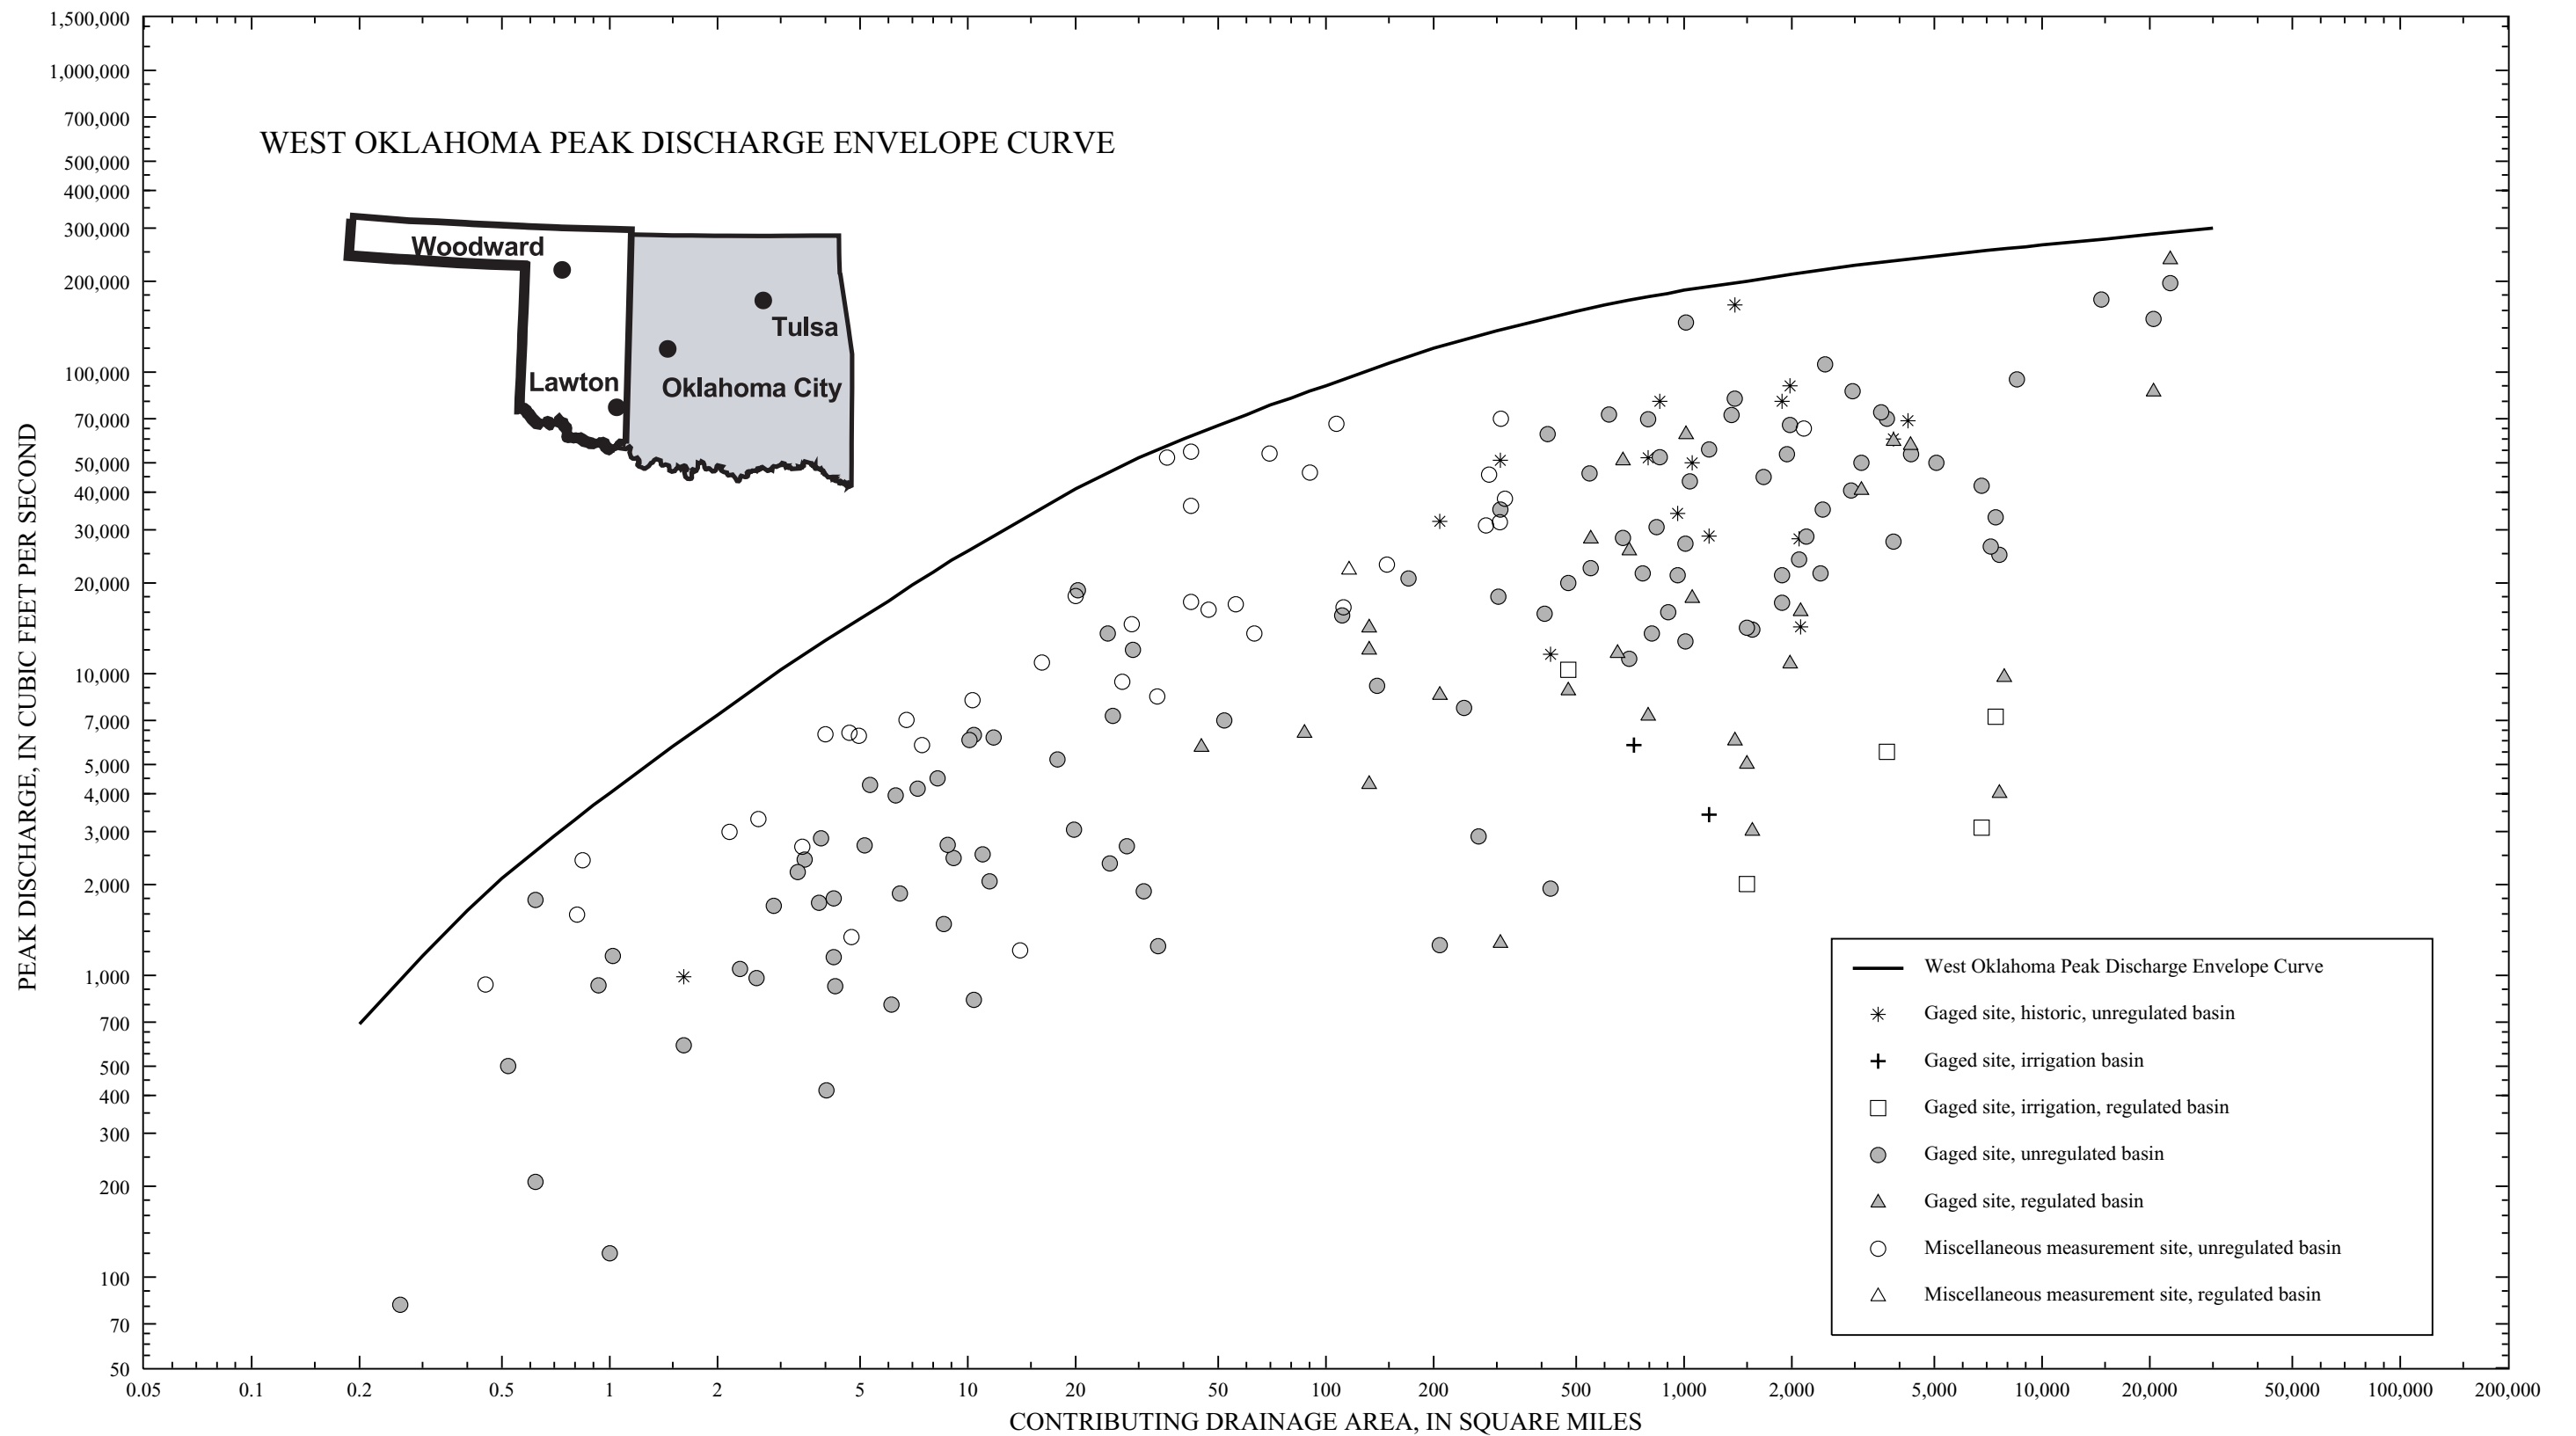 WEST OKLAHOMA PEAK DISCHARGE ENVELOPE CURVE
Woodward
Tulsa
Lawton
Oklahoma City
PEAK DISCHARGE, IN CUBIC FEET PER SECOND
1,500,000
1,000,000
700,000
500,000
400,000
300,000
200,000
100,000
70,000
50,000
40,000
30,000
20,000
10,000
7,000
5,000
4,000
3,000
2,000
1,000
700
500
400
300
200
100
70
50
0.05 0.1 0.2 0.5 1 2 5 10 20 50 100 200 500 1,000 2,000 5,000 10,000 20,000 50,000 100,000 200,000
CONTRIBUTING DRAINAGE AREA, IN SQUARE MILES
West Oklahoma Peak Discharge Envelope Curve
Gaged site, historic, unregulated basin
Gaged site, irrigation basin
Gaged site, irrigation, regulated basin
Gaged site, unregulated basin
Gaged site, regulated basin
Miscellaneous measurement site, unregulated basin
Miscellaneous measurement site, regulated basin